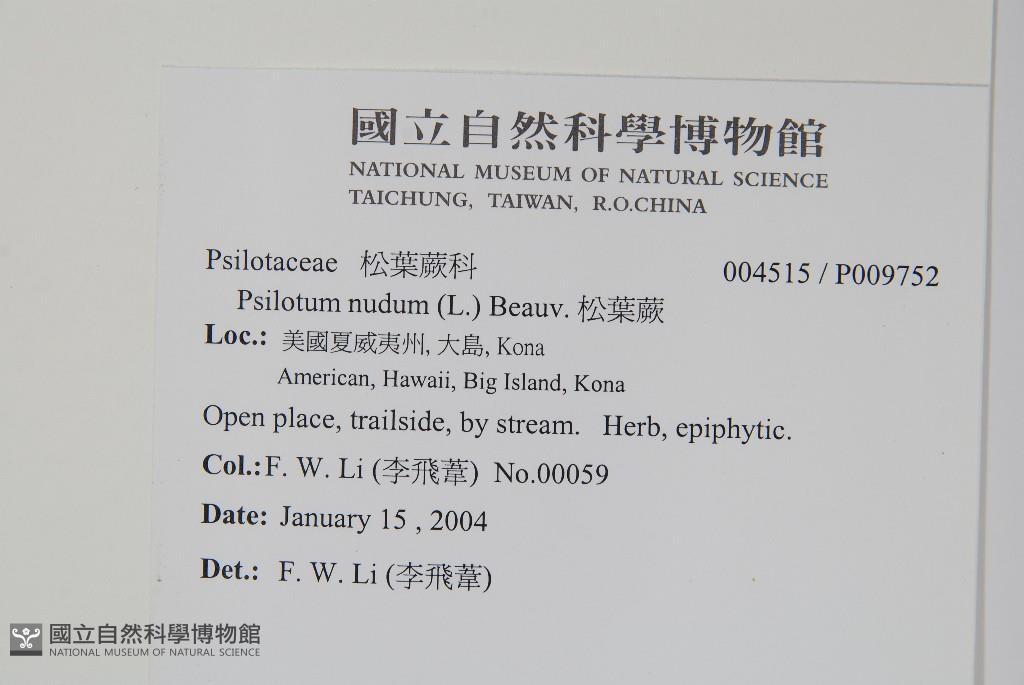 國立自然科學博物館
NATIONAL MUSEUM OF NATURAL SCIENCE
TAICHUNG, TAIWAN, R.O.CHINA
Psilotaceae 松葉蕨科 004515 / P009752
Psilotum nudum (L.) Beauv. 松葉蕨
Loc.: 美國夏威夷州, 大島, Kona
American, Hawaii, Big Island, Kona
Open place, trailside, by stream. Herb, epiphytic.
Col.:F. W. Li (李飛葦) No.00059
Date: January 15 , 2004
Det.: F. W. Li (李飛葦)
國立自然科學博物館
NATIONAL MUSEUM OF NATURAL SCIENCE